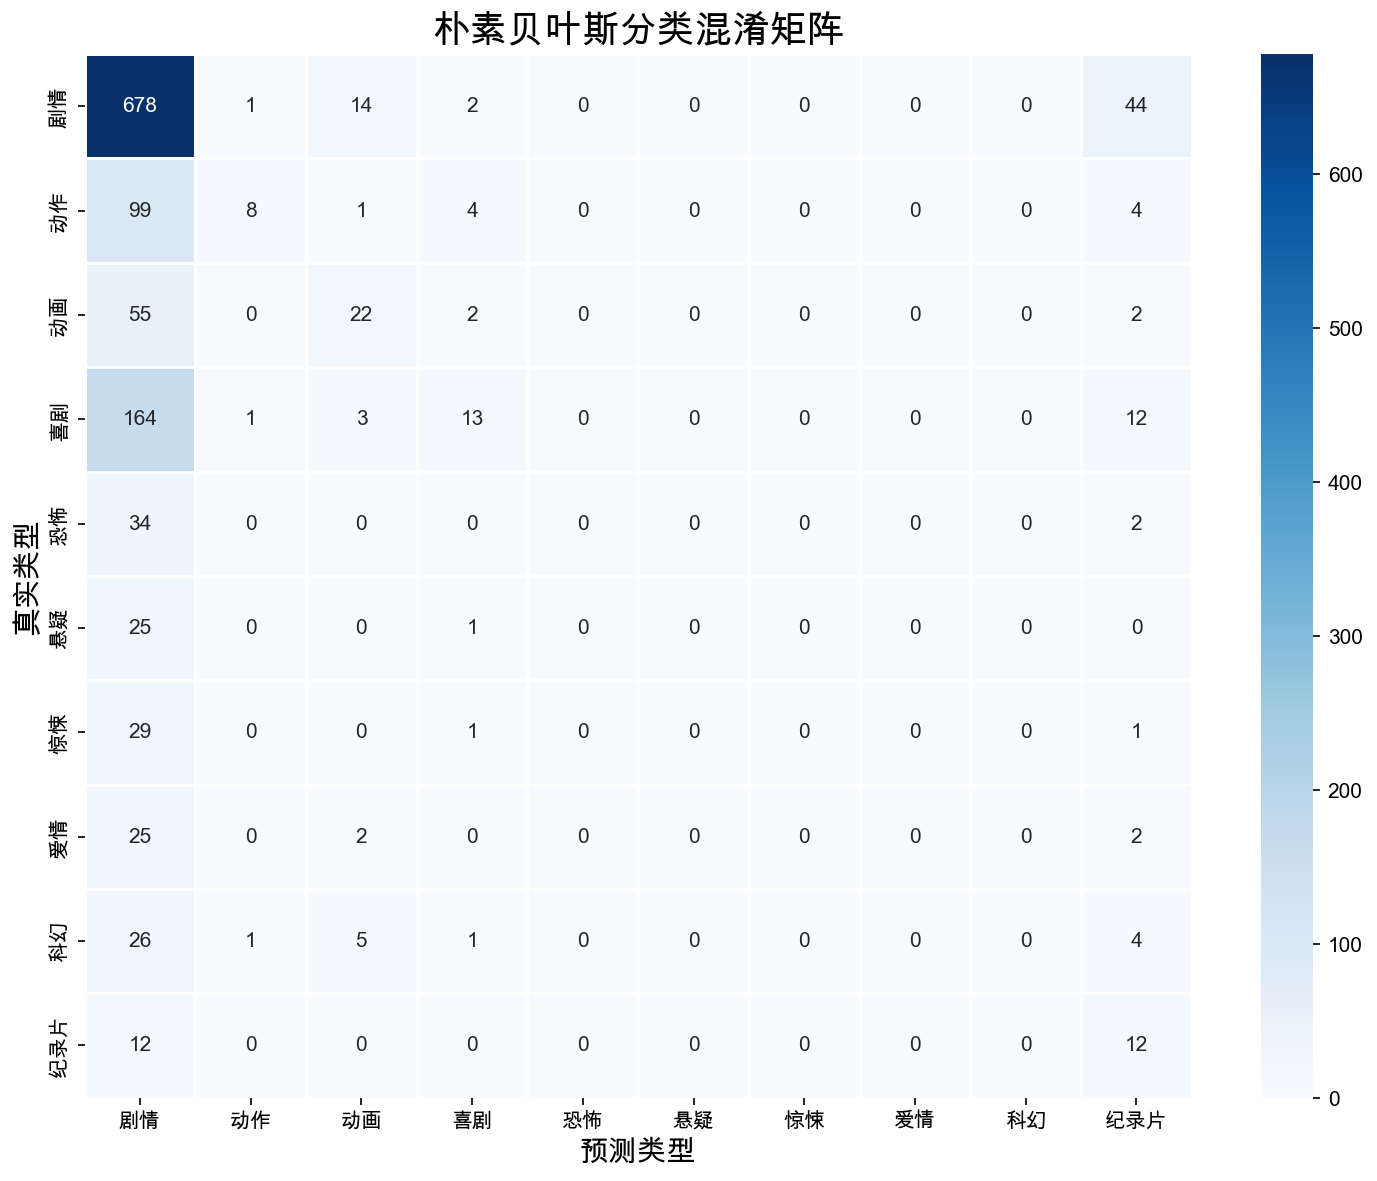 朴素贝叶斯分类混淆矩阵
剧情 678 1 14 2 0 0 0 0 0 44
动作 99 8 1 4 0 0 0 0 0 4
动画 55 0 22 2 0 0 0 0 0 2
喜剧 164 1 3 13 0 0 0 0 0 12
恐怖 34 0 0 0 0 0 0 0 0 2
悬疑 25 0 0 1 0 0 0 0 0 0
惊悚 29 0 0 1 0 0 0 0 0 1
爱情 25 0 2 0 0 0 0 0 0 2
科幻 26 1 5 1 0 0 0 0 0 4
纪录片 12 0 0 0 0 0 0 0 0 12
剧情 动作 动画 喜剧 恐怖 悬疑 惊悚 爱情 科幻 纪录片
预测类型
真实类型
600
500
400
300
200
100
0